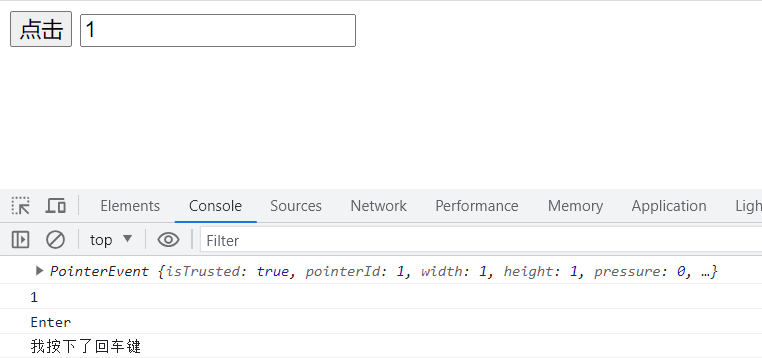 点击 1
Elements Console Sources Network Performance Memory Application Ligh
top ▼ Filter
▶ PointerEvent {isTrusted: true, pointerId: 1, width: 1, height: 1, pressure: 0, …}
1
Enter
我按下了回车键